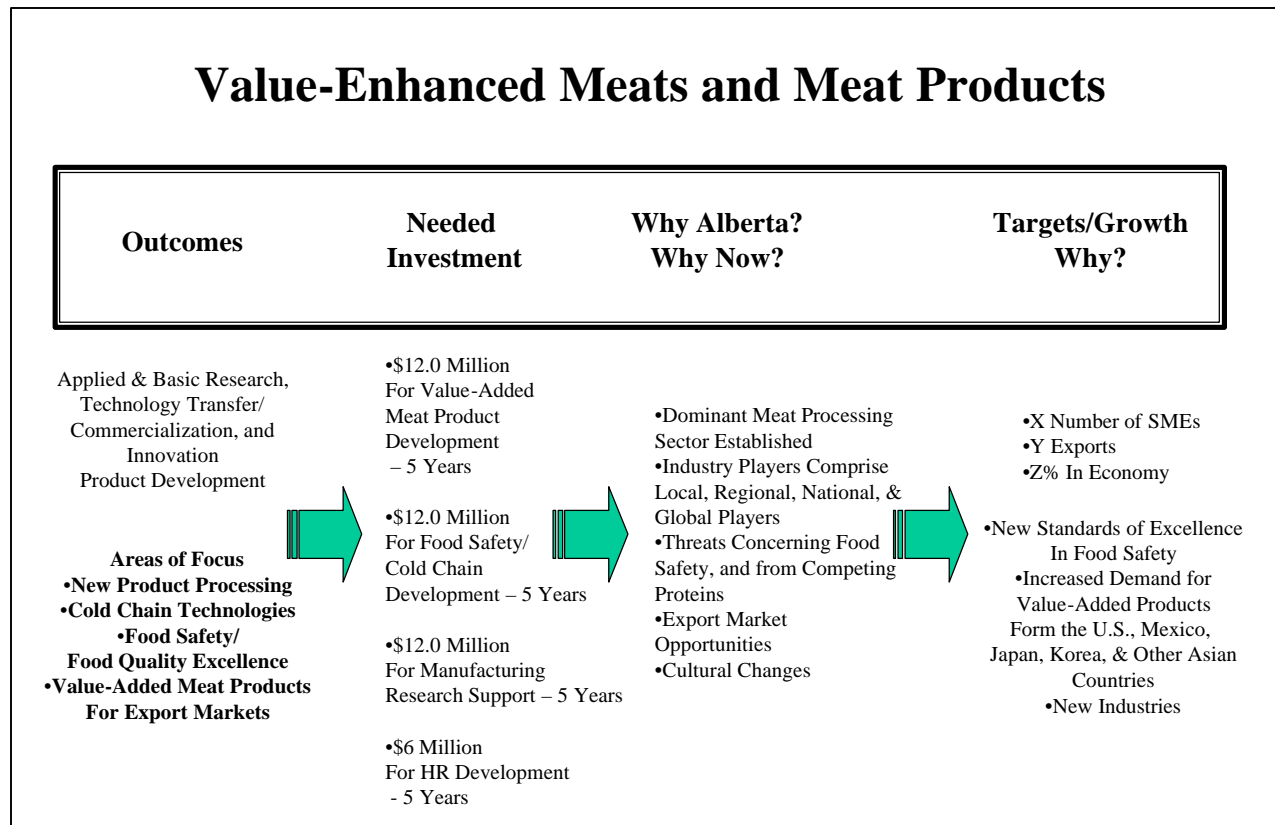 Value-Enhanced Meats and Meat Products
Outcomes
Needed
Investment
Why Alberta?
Why Now?
Targets/Growth
Why?
Applied & Basic Research,
Technology Transfer/
Commercialization, and
Innovation
Product Development
Areas of Focus
•New Product Processing
•Cold Chain Technologies
•Food Safety/
Food Quality Excellence
•Value-Added Meat Products
For Export Markets
•$12.0 Million
For Value-Added
Meat Product
Development
– 5 Years
•$12.0 Million
For Food Safety/
Cold Chain
Development – 5 Years
•$12.0 Million
For Manufacturing
Research Support – 5 Years
•$6 Million
For HR Development
- 5 Years
•Dominant Meat Processing
Sector Established
•Industry Players Comprise
Local, Regional, National, &
Global Players
•Threats Concerning Food
Safety, and from Competing
Proteins
•Export Market
Opportunities
•Cultural Changes
•X Number of SMEs
•Y Exports
•Z% In Economy
•New Standards of Excellence
In Food Safety
•Increased Demand for
Value-Added Products
Form the U.S., Mexico,
Japan, Korea, & Other Asian
Countries
•New Industries